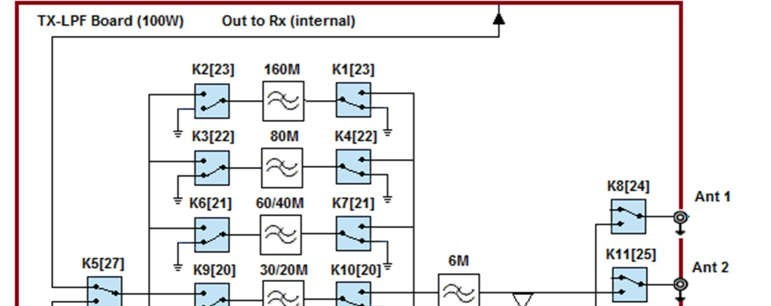 TX-LPF Board (100W) Out to Rx (internal)
K2[23] 160M K1[23]
K3[22] 80M K4[22]
K6[21] 60/40M K7[21]
K8[24] Ant 1
K5[27] K9[20] 30/20M K10[20] 6M K11[25] Ant 2